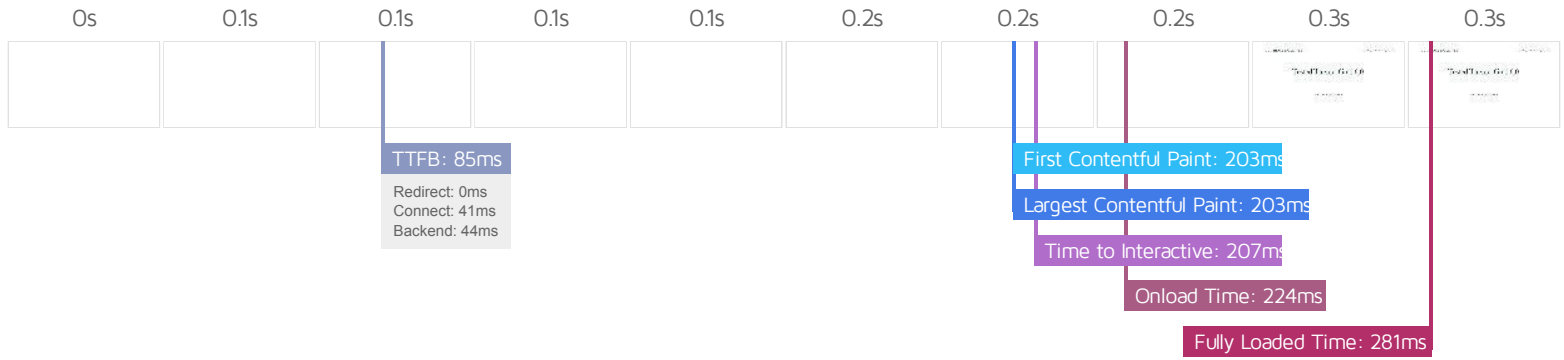 0s 0.1s 0.1s 0.1s 0.1s 0.2s 0.2s 0.2s 0.3s 0.3s
TTFB: 85ms
Redirect: 0ms
Connect: 41ms
Backend: 44ms
First Contentful Paint: 203ms
Largest Contentful Paint: 203ms
Time to Interactive: 207ms
Onload Time: 224ms
Fully Loaded Time: 281ms